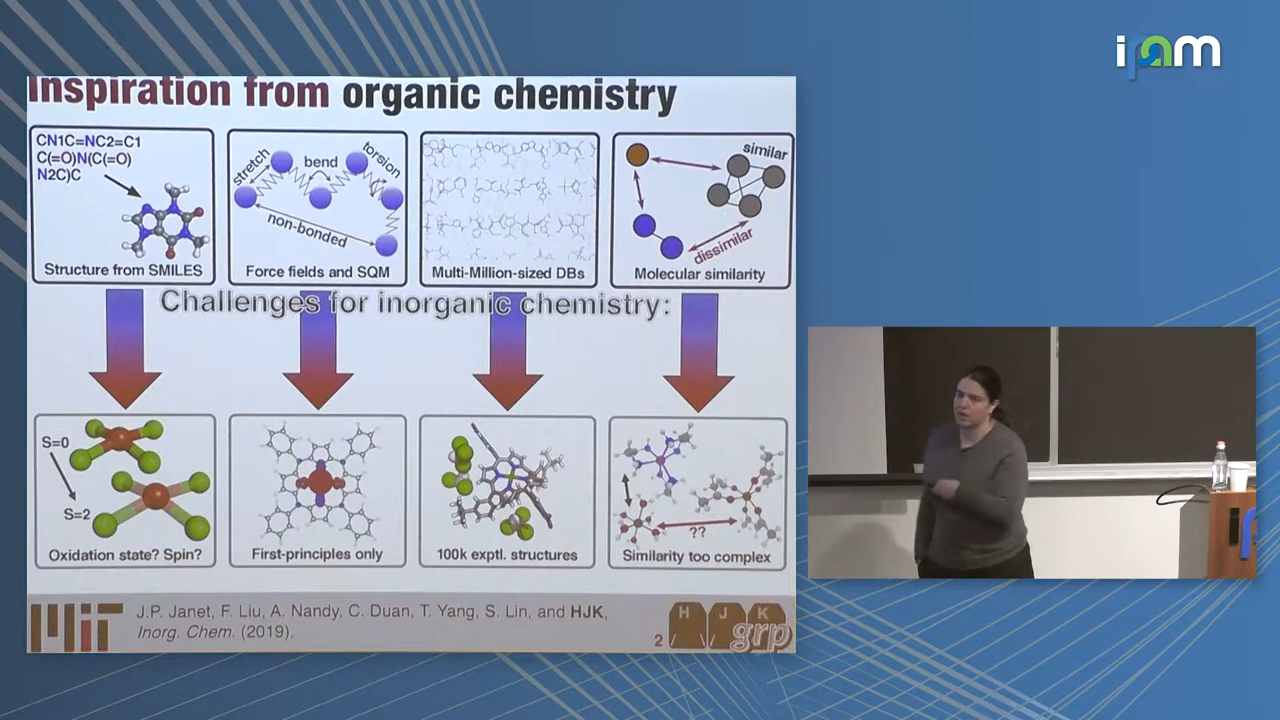 ipam
Inspiration from organic chemistry
CN1C=NC2=C1
C(=O)N(C(=O)
N2C)C
Structure from SMILES
stretch
bend
torsion
non-bonded
Force fields and SQM
Multi-Million-sized DBs
similar
dissimilar
Molecular similarity
Challenges for inorganic chemistry:
S=0
S=2
Oxidation state? Spin?
First-principles only
100k exptl. structures
??
Similarity too complex
MIT
J.P. Janet, F. Liu, A. Nandy, C. Duan, T. Yang, S. Lin, and HJK,
Inorg. Chem. (2019).
2
H J K
grp